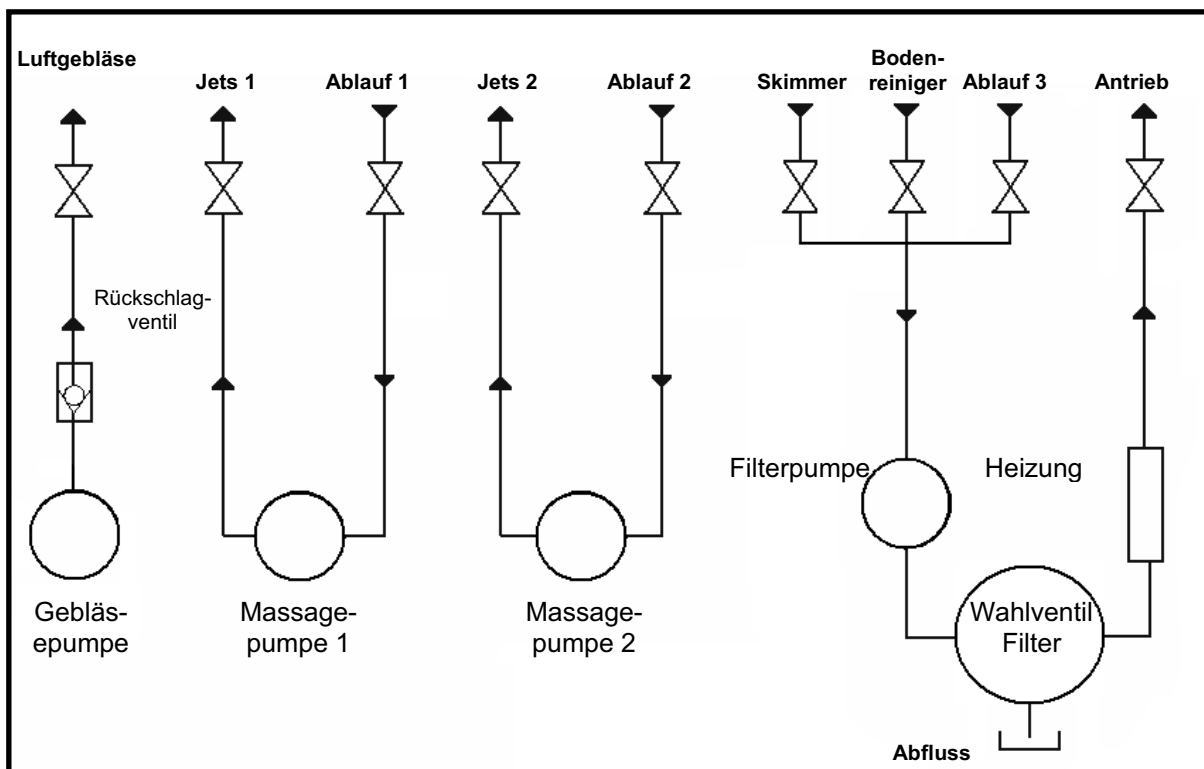 Luftgebläse
Jets 1
Ablauf 1
Jets 2
Ablauf 2
Skimmer
Boden-
reiniger
Ablauf 3
Antrieb
Rückschlag-
ventil
Filterpumpe
Heizung
Gebläs-
epumpe
Massage-
pumpe 1
Massage-
pumpe 2
Wahlventil
Filter
Abfluss